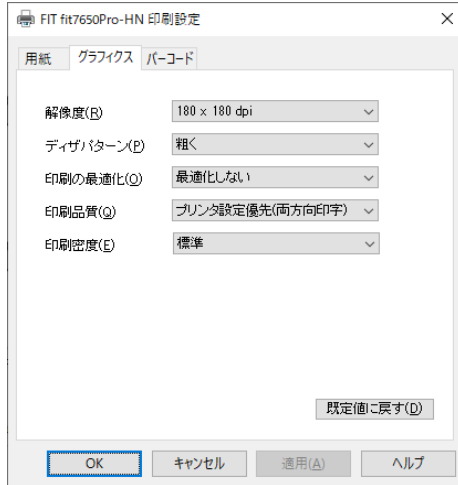 FIT fit7650Pro-HN 印刷設定
用紙 グラフィクス バーコード
解像度(R) 180 x 180 dpi
ディザパターン(P) 粗く
印刷の最適化(O) 最適化しない
印刷品質(Q) プリンタ設定優先(両方向印字)
印刷密度(E) 標準
既定値に戻す(D)
OK キャンセル 適用(A) ヘルプ